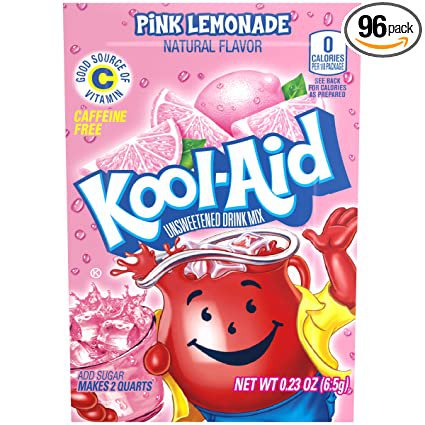 PiNK LEMONADE
NATURAL FLAVOR
96 pack
GOOD SOURCE OF
C
VITAMIN
0
CALORIES
PER 1/8 PACKAGE
SEE BACK
FOR CALORIES
AS PREPARED
CAFFEINE
FREE
Kool-Aid
UNSWEETENED DRINK MIX
®
ADD SUGAR
MAKES 2 QUARTS
NET WT 0.23 OZ (6.5g)